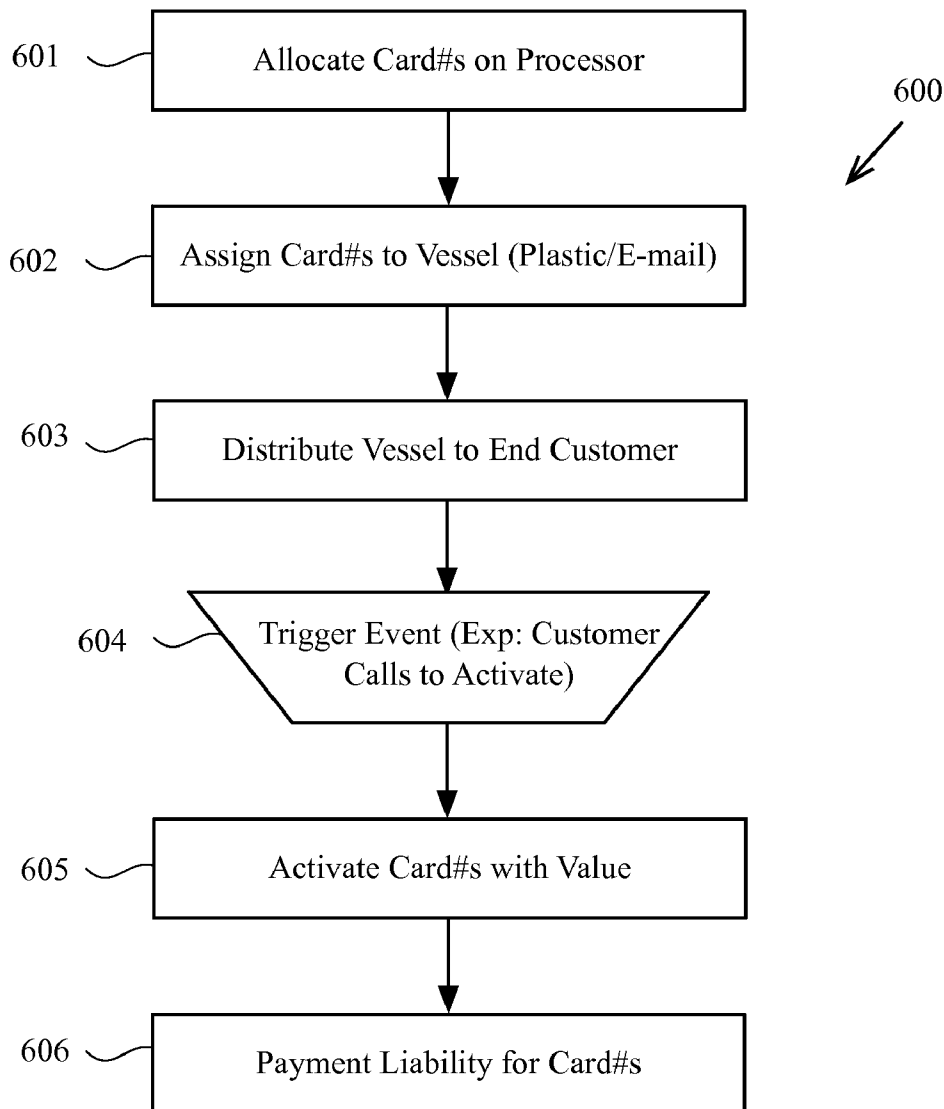 601
Allocate Card#s on Processor
600
602
Assign Card#s to Vessel (Plastic/E-mail)
603
Distribute Vessel to End Customer
604
Trigger Event (Exp: Customer
Calls to Activate)
605
Activate Card#s with Value
606
Payment Liability for Card#s